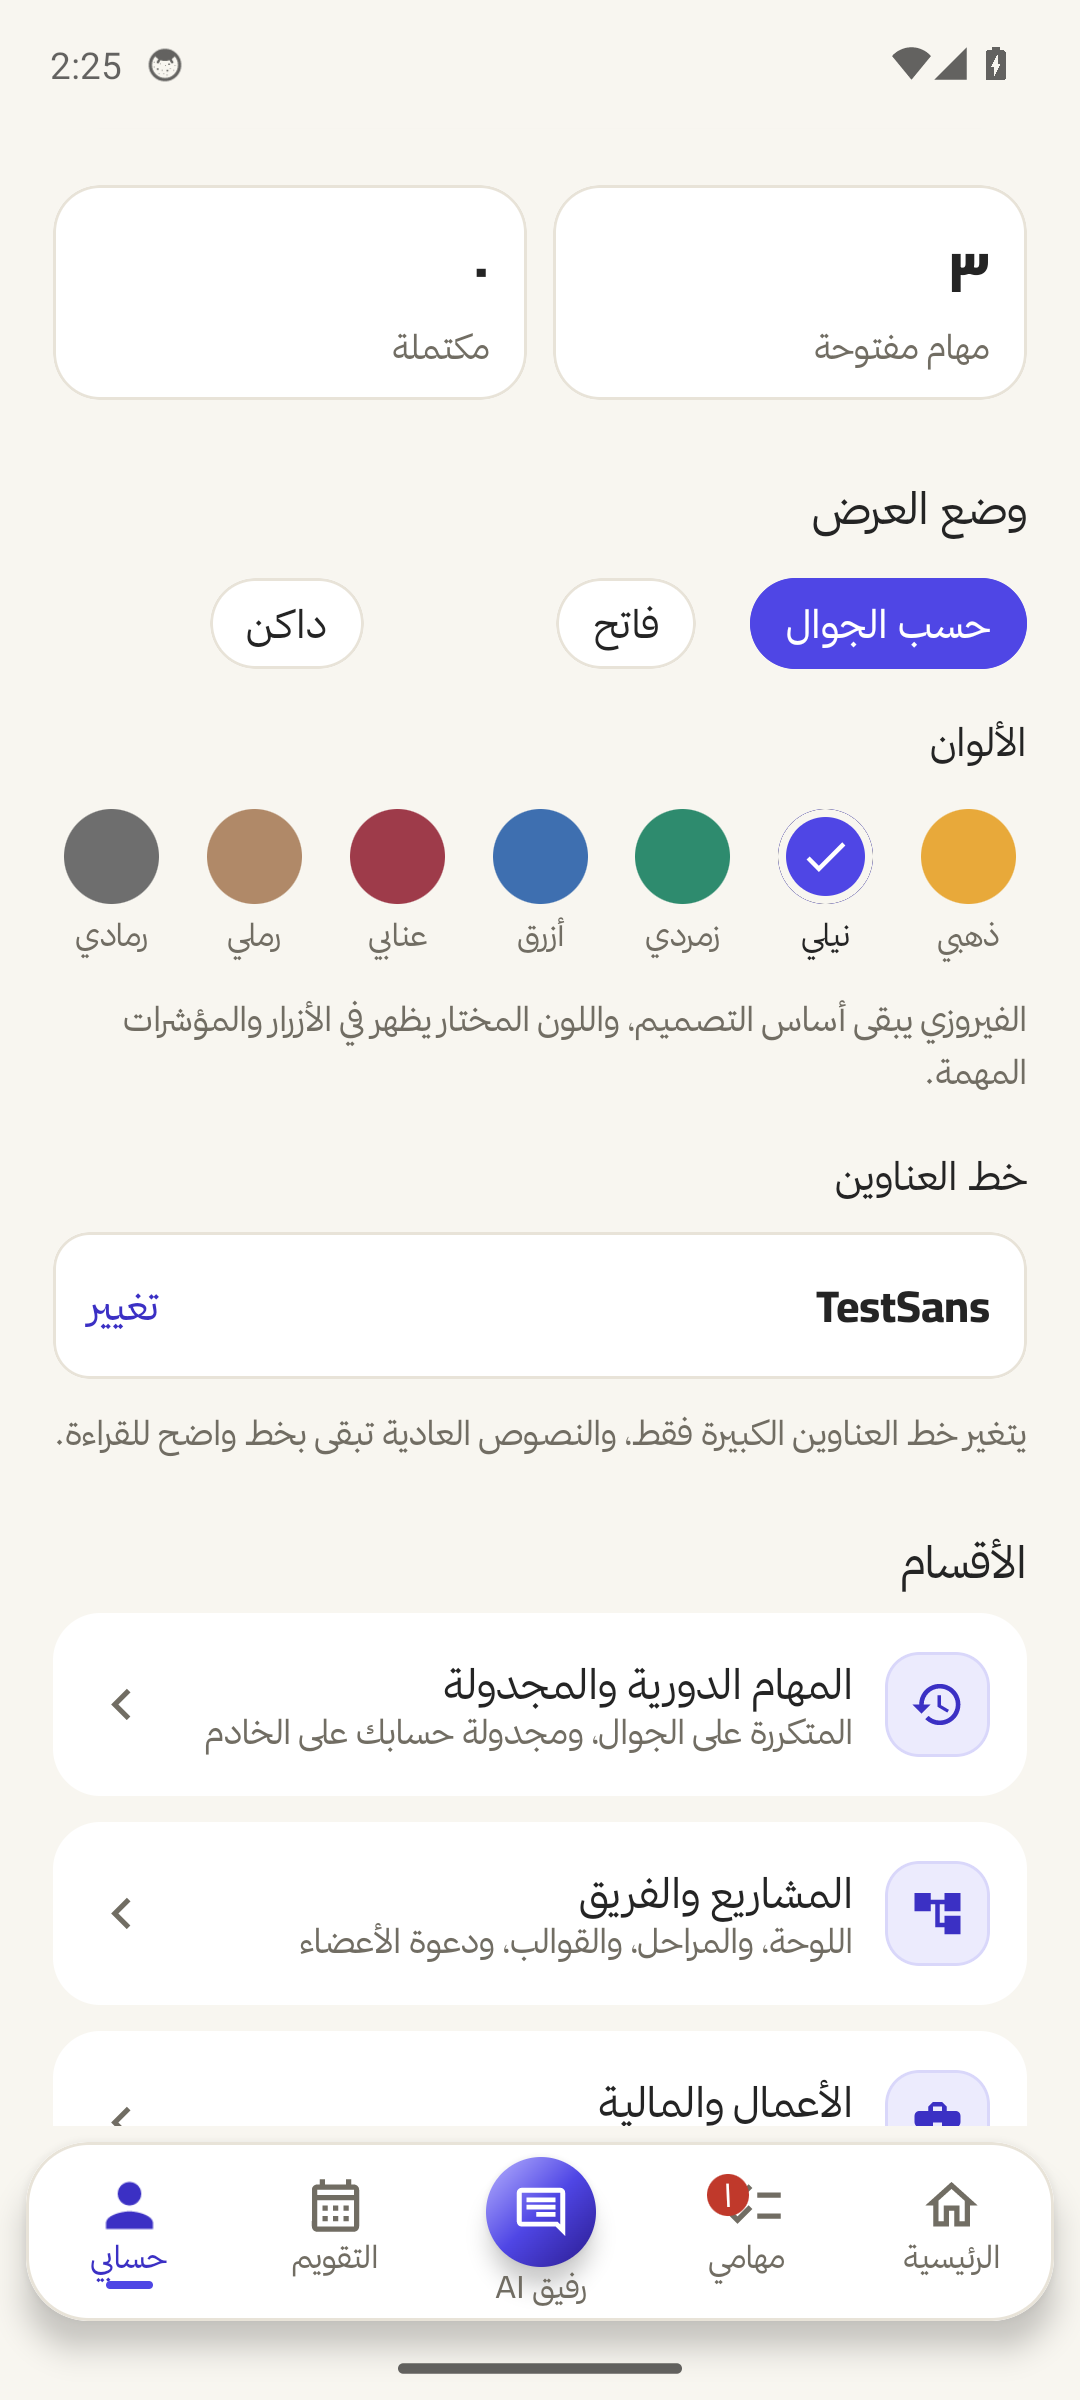 2:25
٣
مهام مفتوحة
٠
مكتملة
وضع العرض
حسب الجوال
فاتح
داكن
الألوان
ذهبي
نيلي
زمردي
أزرق
عنابي
رملي
رمادي
الفيروزي يبقى أساس التصميم، واللون المختار يظهر في الأزرار والمؤشرات
المهمة.
خط العناوين
TestSans
تغيير
يتغير خط العناوين الكبيرة فقط، والنصوص العادية تبقى بخط واضح للقراءة.
الأقسام
المهام الدورية والمجدولة
المتكررة على الجوال، ومجدولة حسابك على الخادم
المشاريع والفريق
اللوحة، والمراحل، والقوالب، ودعوة الأعضاء
الأعمال والمالية
الرئيسية
١
مهامي
رفيق AI
التقويم
حسابي